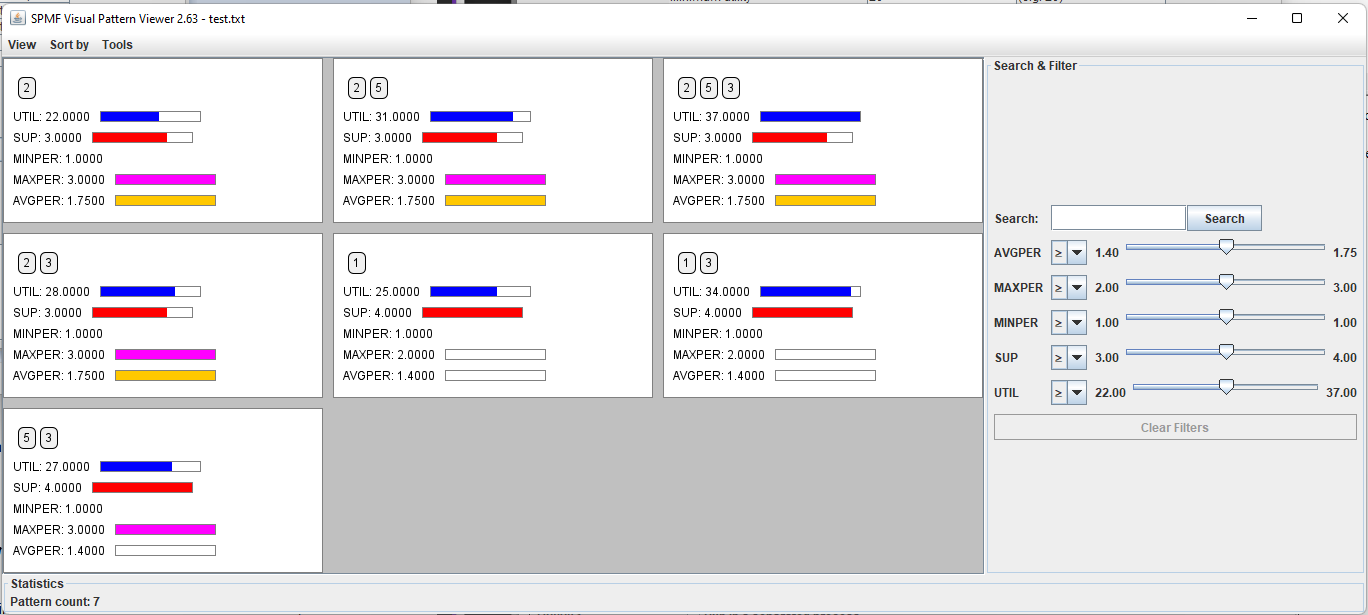 SPMF Visual Pattern Viewer 2.63 - test.txt
View Sort by Tools
2
UTIL: 22.0000
SUP: 3.0000
MINPER: 1.0000
MAXPER: 3.0000
AVGPER: 1.7500
2 5
UTIL: 31.0000
SUP: 3.0000
MINPER: 1.0000
MAXPER: 3.0000
AVGPER: 1.7500
2 5 3
UTIL: 37.0000
SUP: 3.0000
MINPER: 1.0000
MAXPER: 3.0000
AVGPER: 1.7500
2 3
UTIL: 28.0000
SUP: 3.0000
MINPER: 1.0000
MAXPER: 3.0000
AVGPER: 1.7500
1
UTIL: 25.0000
SUP: 4.0000
MINPER: 1.0000
MAXPER: 2.0000
AVGPER: 1.4000
1 3
UTIL: 34.0000
SUP: 4.0000
MINPER: 1.0000
MAXPER: 2.0000
AVGPER: 1.4000
5 3
UTIL: 27.0000
SUP: 4.0000
MINPER: 1.0000
MAXPER: 3.0000
AVGPER: 1.4000
Search & Filter
Search: Search
AVGPER ≥ 1.40 1.75
MAXPER ≥ 2.00 3.00
MINPER ≥ 1.00 1.00
SUP ≥ 3.00 4.00
UTIL ≥ 22.00 37.00
Clear Filters
Statistics
Pattern count: 7